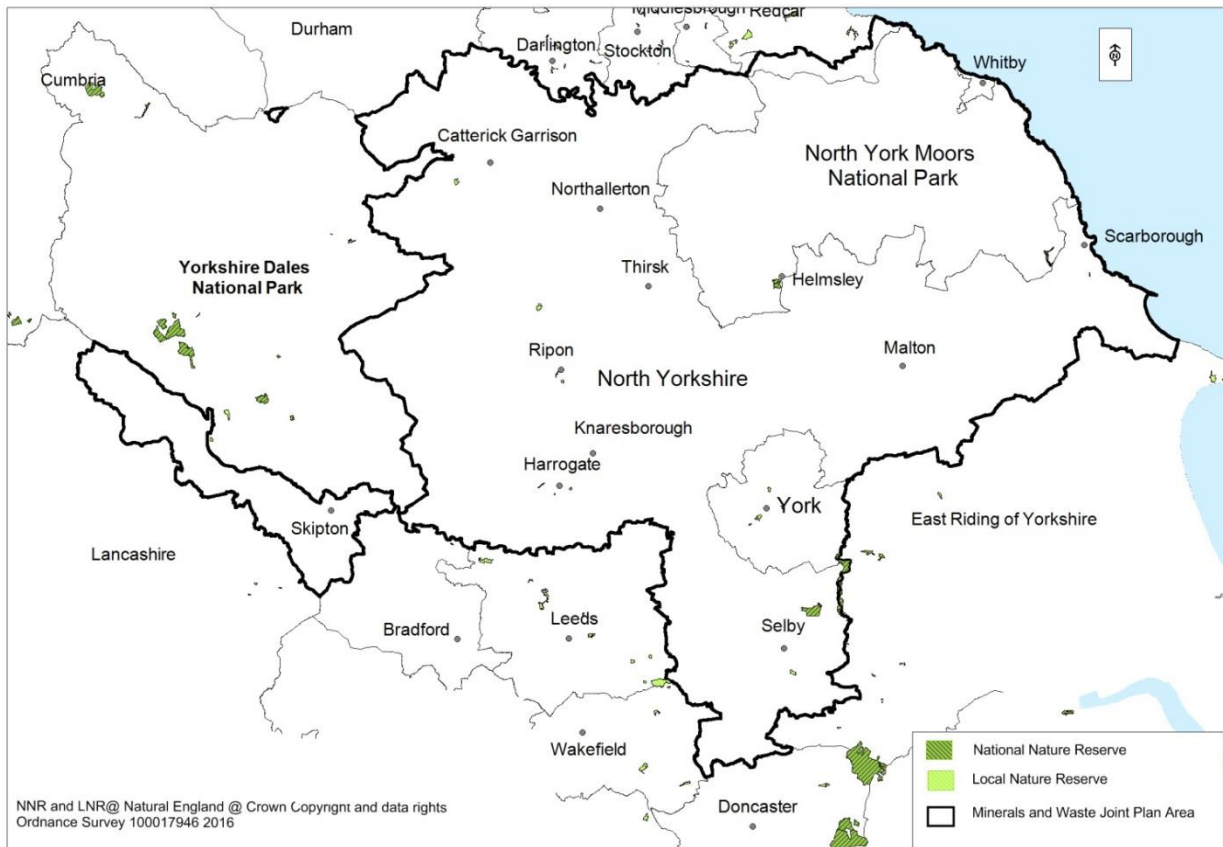 Middlesbrough
Redcar
Durham
Darlington
Stockton
Whitby
Cumbria
N
Catterick Garrison
North York Moors
National Park
Northallerton
Scarborough
Yorkshire Dales
National Park
Thirsk
Helmsley
Ripon
North Yorkshire
Malton
Knaresborough
Harrogate
York
Skipton
East Riding of Yorkshire
Lancashire
Bradford
Leeds
Selby
Wakefield
Doncaster
National Nature Reserve
Local Nature Reserve
Minerals and Waste Joint Plan Area
NNR and LNR@ Natural England @ Crown Copyright and data rights
Ordnance Survey 100017946 2016